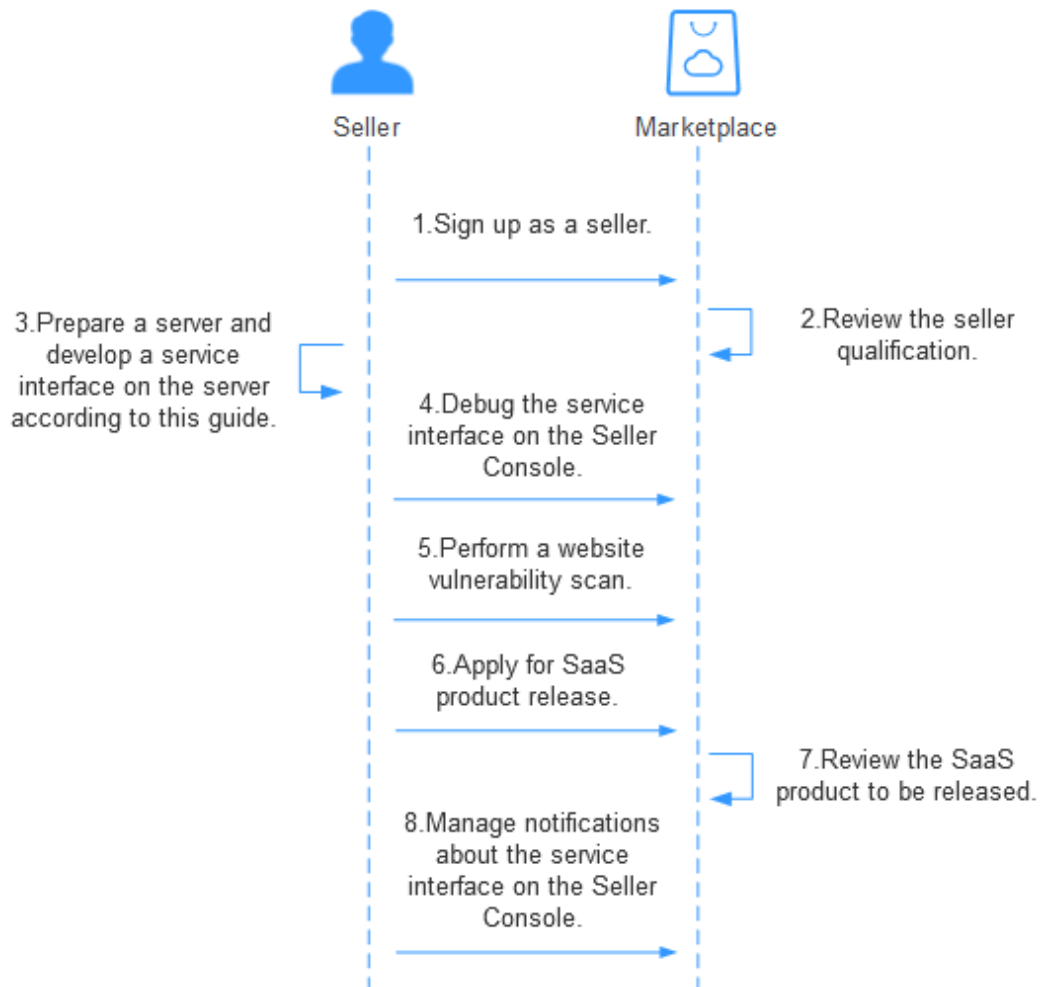 Seller
Marketplace
1.Sign up as a seller.
2.Review the seller
qualification.
3.Prepare a server and
develop a service
interface on the server
according to this guide.
4.Debug the service
interface on the Seller
Console.
5.Perform a website
vulnerability scan.
6.Apply for SaaS
product release.
7.Review the SaaS
product to be released.
8.Manage notifications
about the service
interface on the Seller
Console.